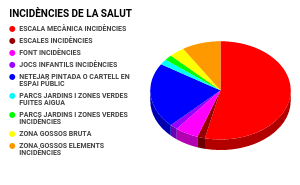 INCIDÈNCIES DE LA SALUT
ESCALA MECÀNICA INCIDÈNCIES
ESCALES INCIDÈNCIES
FONT INCIDÈNCIES
JOCS INFANTILS INCIDÈNCIES
NETEJAR PINTADA O CARTELL EN
ESPAI PUBLIC
PARCS JARDINS I ZONES VERDES
FUITES AIGUA
PARCS JARDINS I ZONES VERDES
INCIDÈNCIES
ZONA GOSSOS BRUTA
ZONA GOSSOS ELEMENTS
INCIDÈNCIES